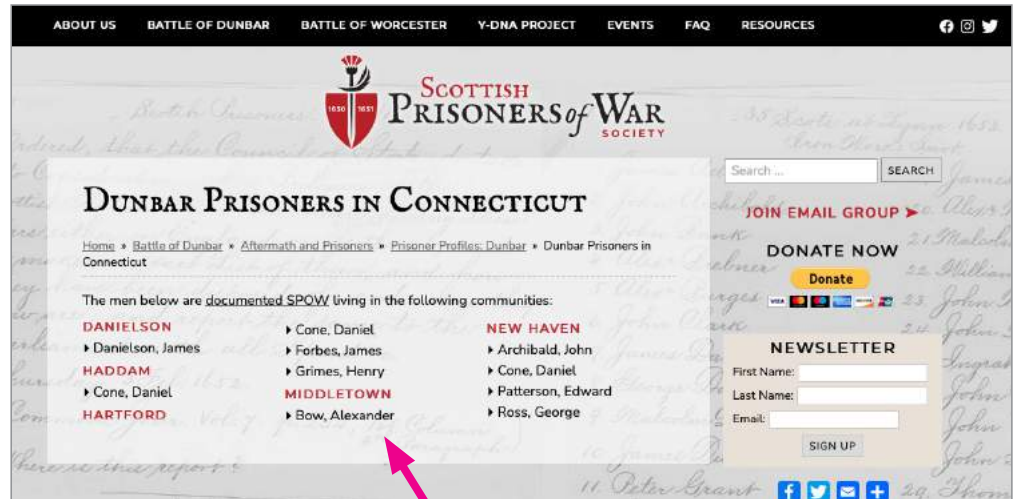 ABOUT US BATTLE OF DUNBAR BATTLE OF WORCESTER Y-DNA PROJECT EVENTS FAQ RESOURCES
1650 1651
SCOTTISH
PRISONERS of WAR
SOCIETY
DUNBAR PRISONERS IN CONNECTICUT
Home » Battle of Dunbar » Aftermath and Prisoners » Prisoner Profiles: Dunbar » Dunbar Prisoners in
Connecticut
The men below are documented SPOW living in the following communities:
DANIELSON
Danielson, James
HADDAM
Cone, Daniel
HARTFORD
Cone, Daniel
Forbes, James
Grimes, Henry
MIDDLETOWN
Bow, Alexander
NEW HAVEN
Archibald, John
Cone, Daniel
Patterson, Edward
Ross, George
Search ... SEARCH
JOIN EMAIL GROUP ➤
DONATE NOW
Donate
VISA
NEWSLETTER
First Name:
Last Name:
Email:
SIGN UP
11. Peter Grant